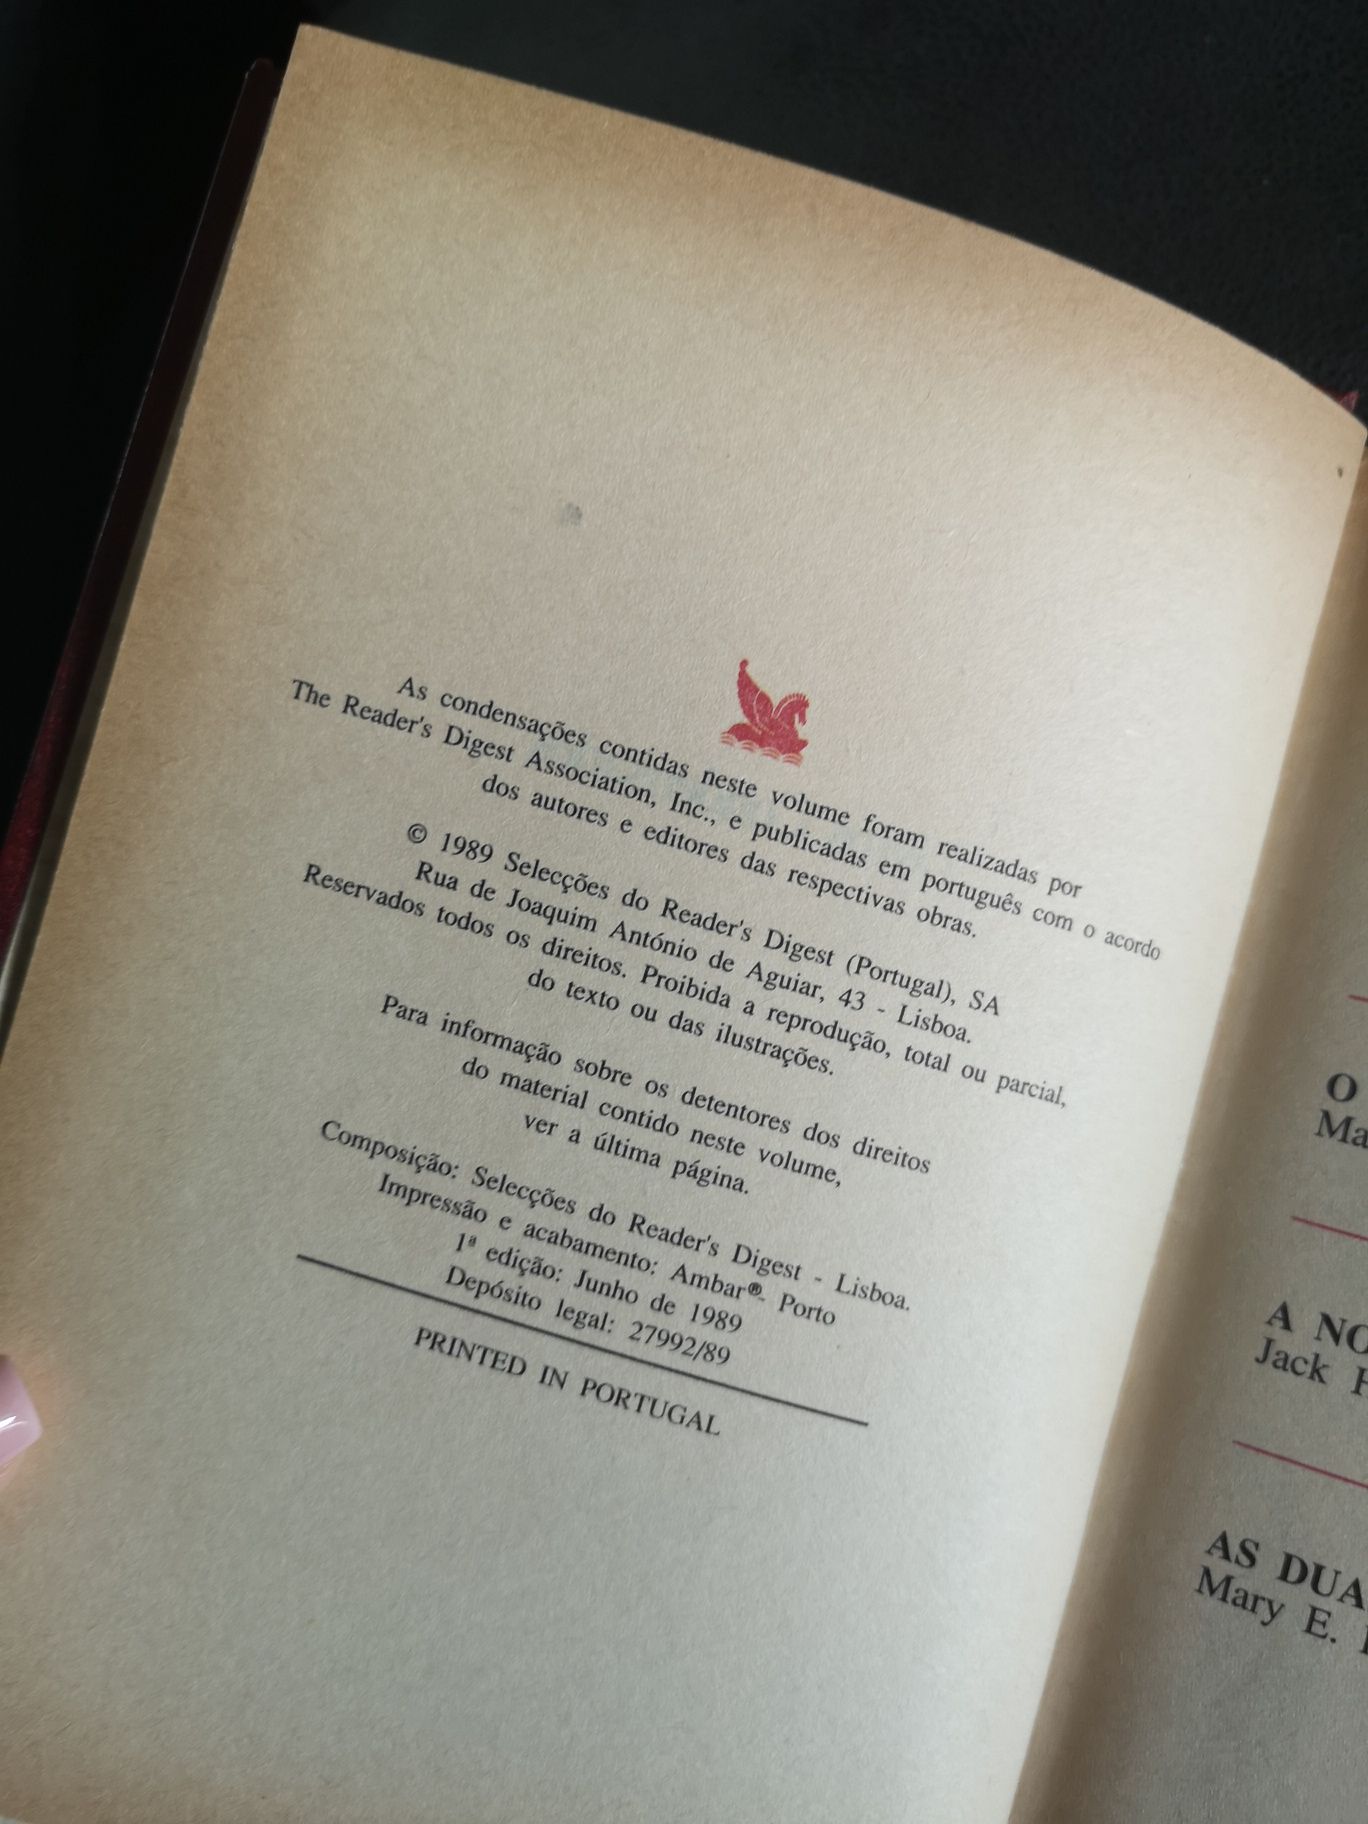 As condensações contidas neste volume foram realizadas por
The Reader's Digest Association, Inc., e publicadas em português com o acordo
dos autores e editores das respectivas obras.
© 1989 Selecções do Reader's Digest (Portugal), SA
Rua de Joaquim António de Aguiar, 43 - Lisboa.
Reservados todos os direitos. Proibida a reprodução, total ou parcial,
do texto ou das ilustrações.
Para informação sobre os detentores dos direitos
do material contido neste volume,
ver a última página.
Composição: Selecções do Reader's Digest - Lisboa.
Impressão e acabamento: Ambar®- Porto
1ª edição: Junho de 1989
Depósito legal: 27992/89
PRINTED IN PORTUGAL
O
A
Jack
AS
Mary E.